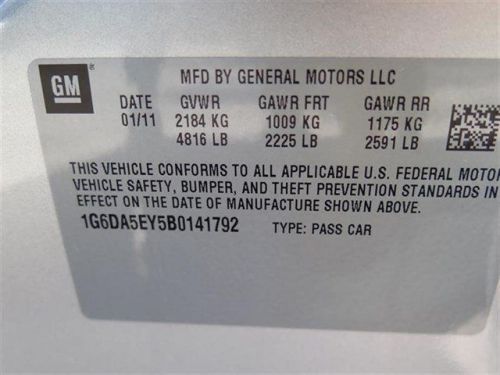 GM ® MFD BY GENERAL MOTORS LLC
DATE GVWR GAWR FRT GAWR RR
01/11 2184 KG 1009 KG 1175 KG
4816 LB 2225 LB 2591 LB
THIS VEHICLE CONFORMS TO ALL APPLICABLE U.S. FEDERAL MOTOR
VEHICLE SAFETY, BUMPER, AND THEFT PREVENTION STANDARDS IN
EFFECT ON THE DATE OF MANUFACTURE SHOWN ABOVE.
1G6DA5EY5B0141792 TYPE: PASS CAR